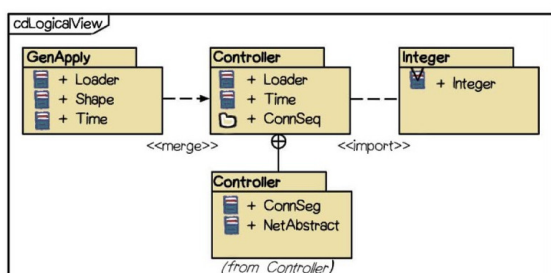 cdLogicalView
GenApply
+ Loader
+ Shape
+ Time
Controller
+ Loader
+ Time
+ ConnSeq
Integer
+ Integer
<<merge>>
<<import>>
Controller
+ ConnSeg
+ NetAbstract
(from Controller)